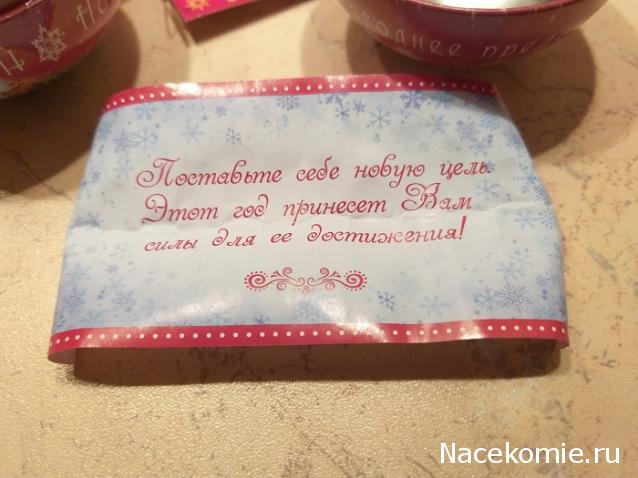 Поставьте себе новую цель.
Этот год принесет Вам
силы для ее достижения!
Nacekomie.ru